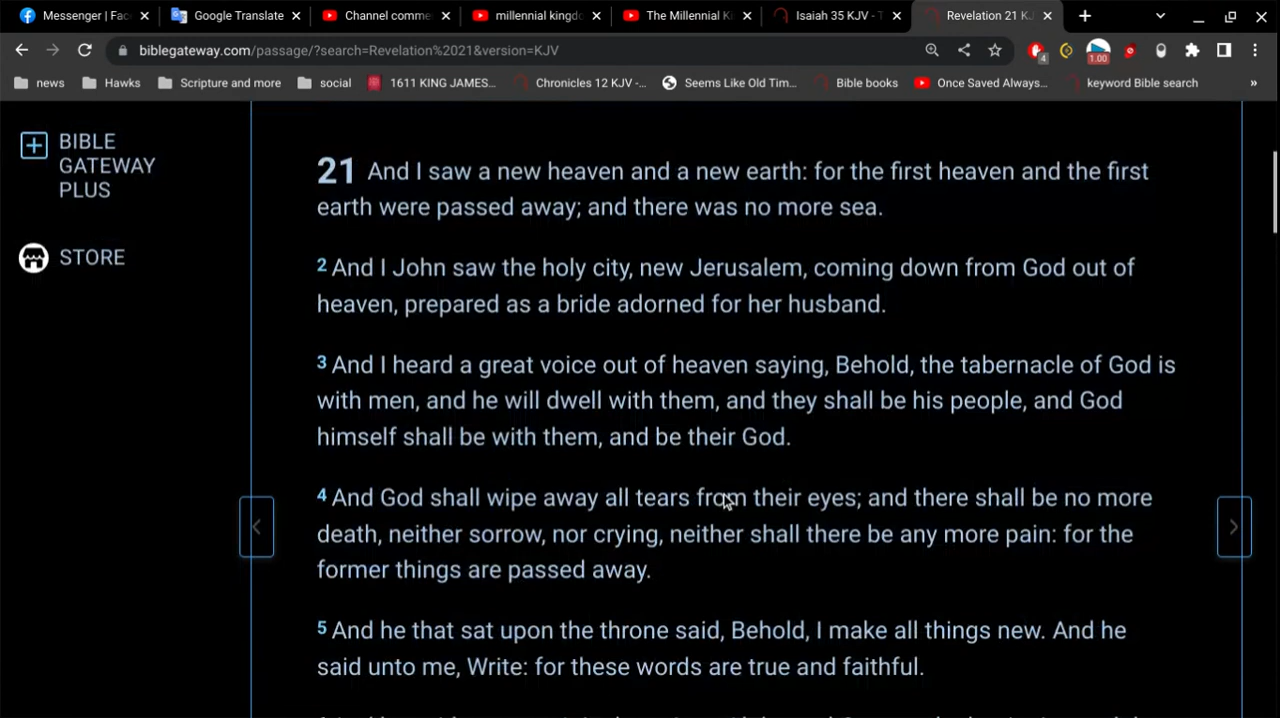 Messenger | Fac
Google Translate
Channel comme
millennial kingdo
The Millennial Ki
Isaiah 35 KJV - T
Revelation 21 KJ
biblegateway.com/passage/?search=Revelation%2021&version=KJV
4
1.00
news
Hawks
Scripture and more
social
1611 KING JAMES...
Chronicles 12 KJV -...
Seems Like Old Tim...
Bible books
Once Saved Always...
keyword Bible search
»
BIBLE
GATEWAY
PLUS
STORE
21 And I saw a new heaven and a new earth: for the first heaven and the first
earth were passed away; and there was no more sea.
2 And I John saw the holy city, new Jerusalem, coming down from God out of
heaven, prepared as a bride adorned for her husband.
3 And I heard a great voice out of heaven saying, Behold, the tabernacle of God is
with men, and he will dwell with them, and they shall be his people, and God
himself shall be with them, and be their God.
4 And God shall wipe away all tears from their eyes; and there shall be no more
death, neither sorrow, nor crying, neither shall there be any more pain: for the
former things are passed away.
5 And he that sat upon the throne said, Behold, I make all things new. And he
said unto me, Write: for these words are true and faithful.